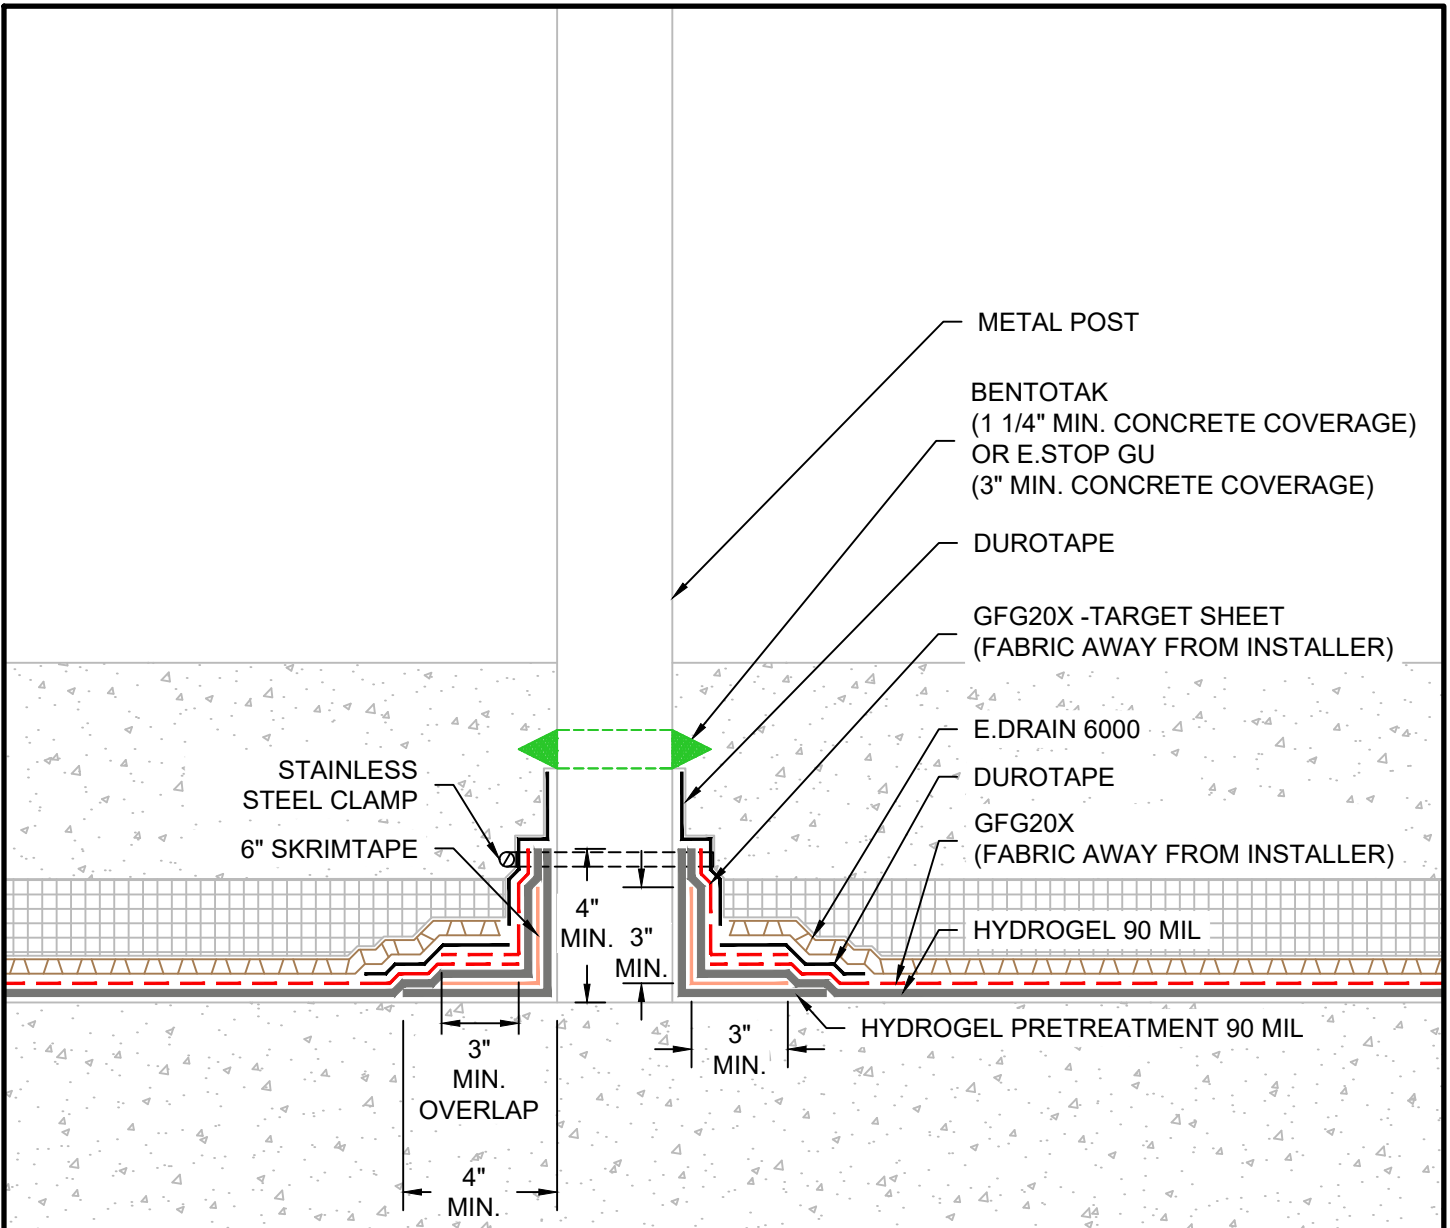 METAL POST
BENTOTAK
(1 1/4" MIN. CONCRETE COVERAGE)
OR E.STOP GU
(3" MIN. CONCRETE COVERAGE)
DUROTAPE
GFG20X -TARGET SHEET
(FABRIC AWAY FROM INSTALLER)
E.DRAIN 6000
DUROTAPE
GFG20X
(FABRIC AWAY FROM INSTALLER)
HYDROGEL 90 MIL
HYDROGEL PRETREATMENT 90 MIL
STAINLESS
STEEL CLAMP
6" SKRIMTAPE
4"
MIN.
3"
MIN.
3"
MIN.
3"
MIN.
OVERLAP
4"
MIN.